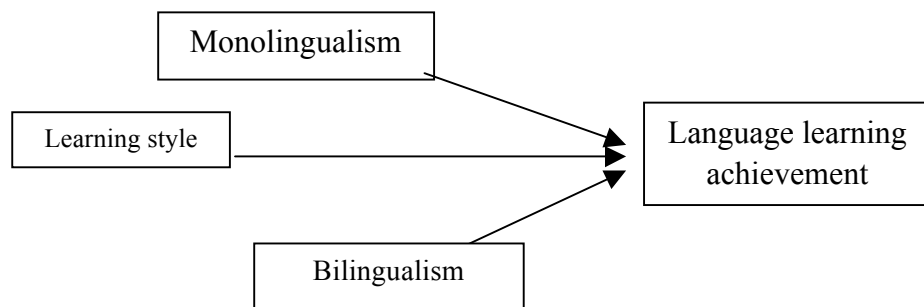 Monolingualism
Learning style
Language learning
achievement
Bilingualism